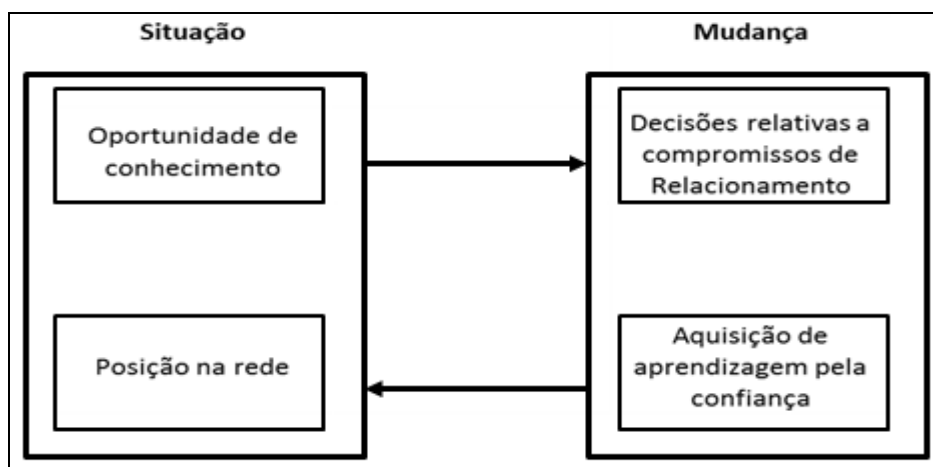 Situação
Mudança
Oportunidade de
conhecimento
Decisões relativas a
compromissos de
Relacionamento
Posição na rede
Aquisição de
aprendizagem pela
confiança